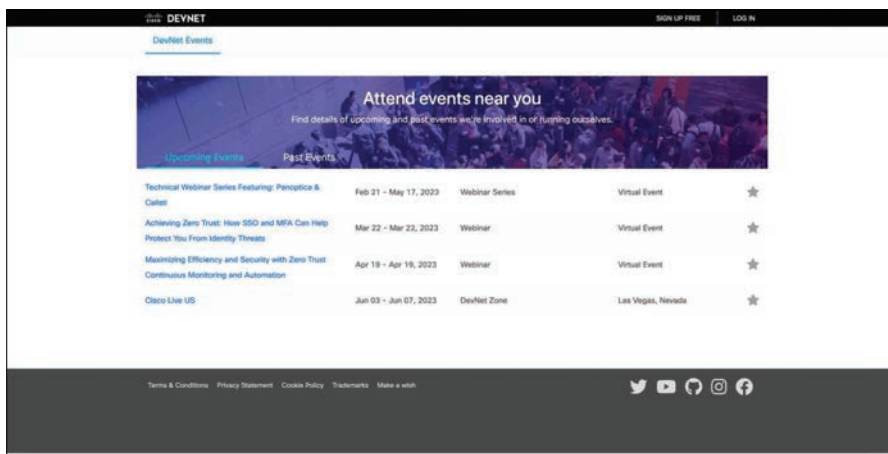 CISCO DEVNET
SIGN UP FREE LOG IN
DevNet Events
Attend events near you
Find details of upcoming and past events we're involved in or running ourselves.
Upcoming Events Past Events
Technical Webinar Series Featuring: Panoptica &
Calisti
Feb 21 - May 17, 2023 Webinar Series Virtual Event
Achieving Zero Trust: How SSO and MFA Can Help
Protect You From Identity Threats
Mar 22 - Mar 22, 2023 Webinar Virtual Event
Maximizing Efficiency and Security with Zero Trust
Continuous Monitoring and Automation
Apr 19 - Apr 19, 2023 Webinar Virtual Event
Cisco Live US Jun 03 - Jun 07, 2023 DevNet Zone Las Vegas, Nevada
Terms & Conditions Privacy Statement Cookie Policy Trademarks Make a wish